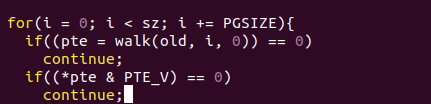 for(i = 0; i < sz; i += PGSIZE){
  if((pte = walk(old, i, 0)) == 0)
    continue;
  if((*pte & PTE_V) == 0)
    continue;